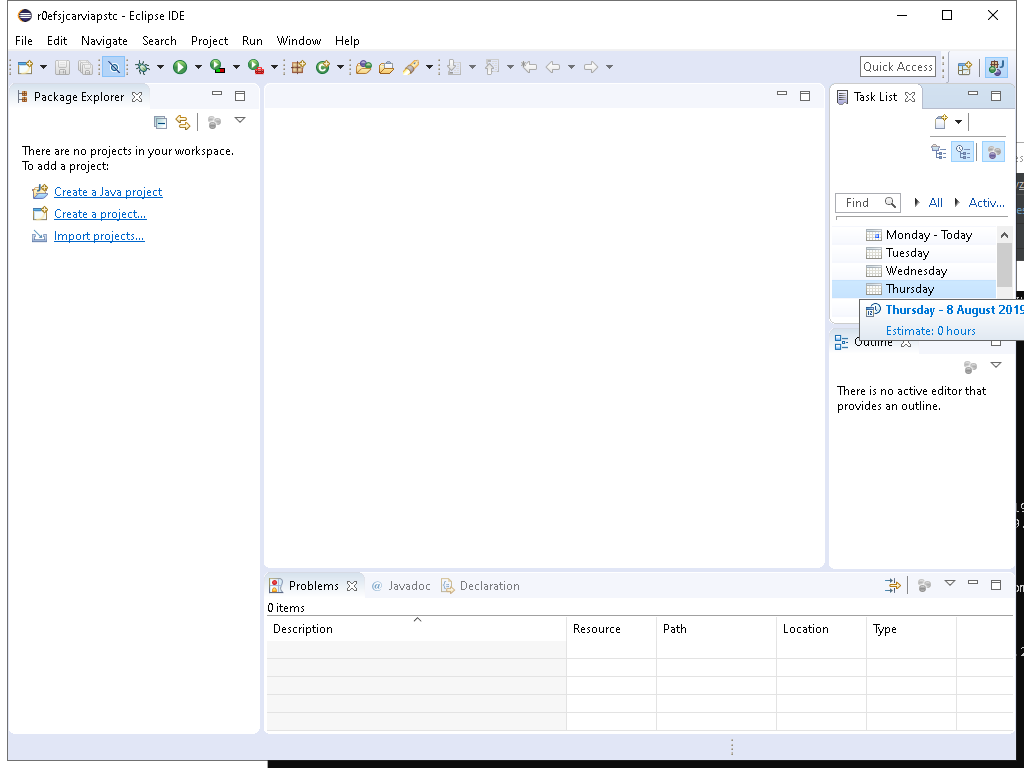 r0efsjcarviapstc - Eclipse IDE
File Edit Navigate Search Project Run Window Help
Quick Access
Package Explorer
There are no projects in your workspace.
To add a project:
Create a Java project
Create a project...
Import projects...
Task List
Find All Activ...
Monday - Today
Tuesday
Wednesday
Thursday
Thursday - 8 August 2019
Estimate: 0 hours
Outline
There is no active editor that
provides an outline.
Problems @ Javadoc Declaration
0 items
Description Resource Path Location Type